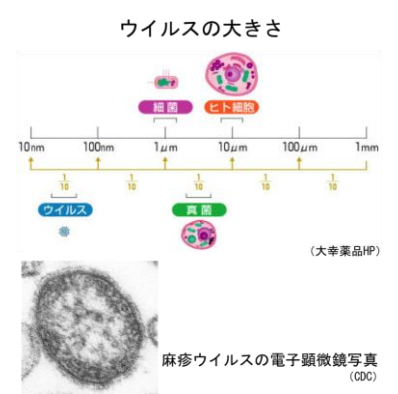 ウイルスの大きさ
細菌 ヒト細胞
10nm 100nm 1μm 10μm 100μm 1mm
1/10 1/10 1/10 1/10 1/10
ウイルス 真菌
(大幸薬品HP)
麻疹ウイルスの電子顕微鏡写真
(CDC)